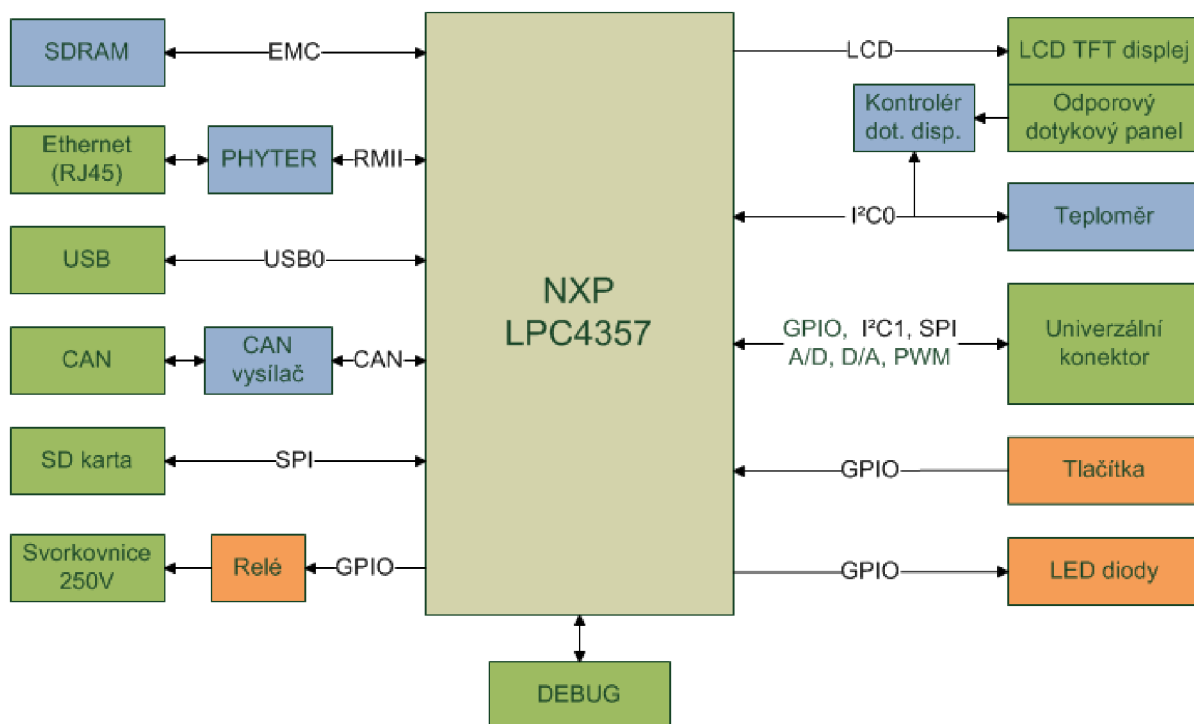 SDRAM
EMC
LCD
LCD TFT displej
Kontrolér
dot. disp.
Odporový
dotykový panel
Ethernet
(RJ45)
PHYTER
RMII
I²C0
Teploměr
USB
USB0
NXP
LPC4357
GPIO, I²C1, SPI
A/D, D/A, PWM
Univerzální
konektor
CAN
CAN
vysílač
CAN
SD karta
SPI
GPIO
Tlačítka
Svorkovnice
250V
Relé
GPIO
GPIO
LED diody
DEBUG